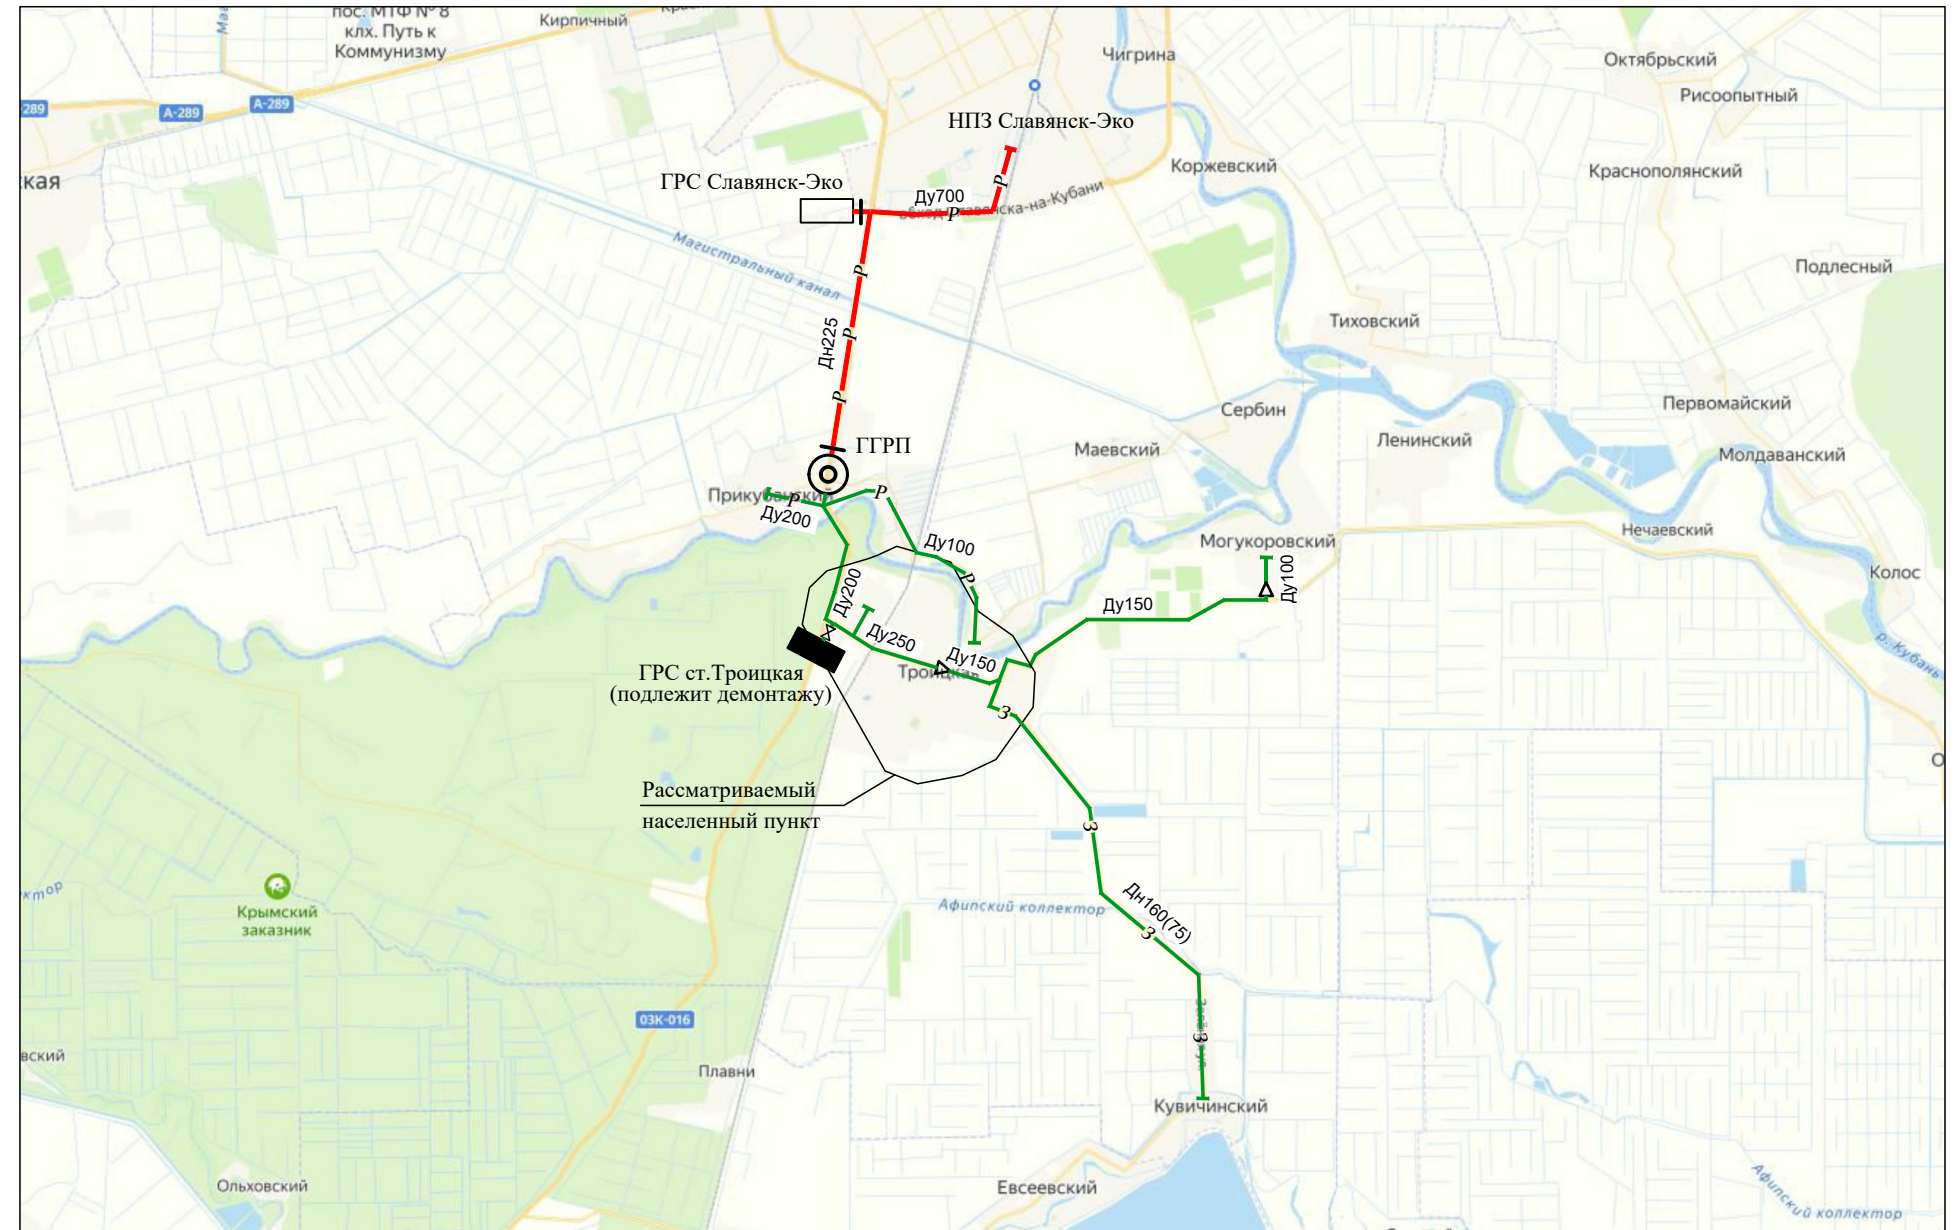 пос. МТФ № 8
клх. Путь к
Коммунизму
Кирпичный
Чигрина
Октябрьский
Рисоопытный
289
А-289
А-289
НПЗ Славянск-Эко
Коржевский
Краснополянский
ская
ГРС Славянск-Эко
Ду700
Р
Р
Магистральный канал
Подлесный
Р
Р
Р
Дн225
Тиховский
Сербин
Первомайский
ГГРП
Маевский
Ленинский
Молдаванский
Прикубанский
Р
Р
Ду200
Ду100
Нечаевский
Могукоровский
Р
Ду100
Колос
Ду200
Ду150
Ду250
Ду150
Троицкая
р. Кубань
ГРС ст.Троицкая
(подлежит демонтажу)
З
О
Рассматриваемый
населенный пункт
З
Крымский
заказник
Афипский коллектор
Дн160(75)
З
03К-016
З
вский
Плавни
Кувичинский
Ольховский
Евсеевский
Афипский коллектор